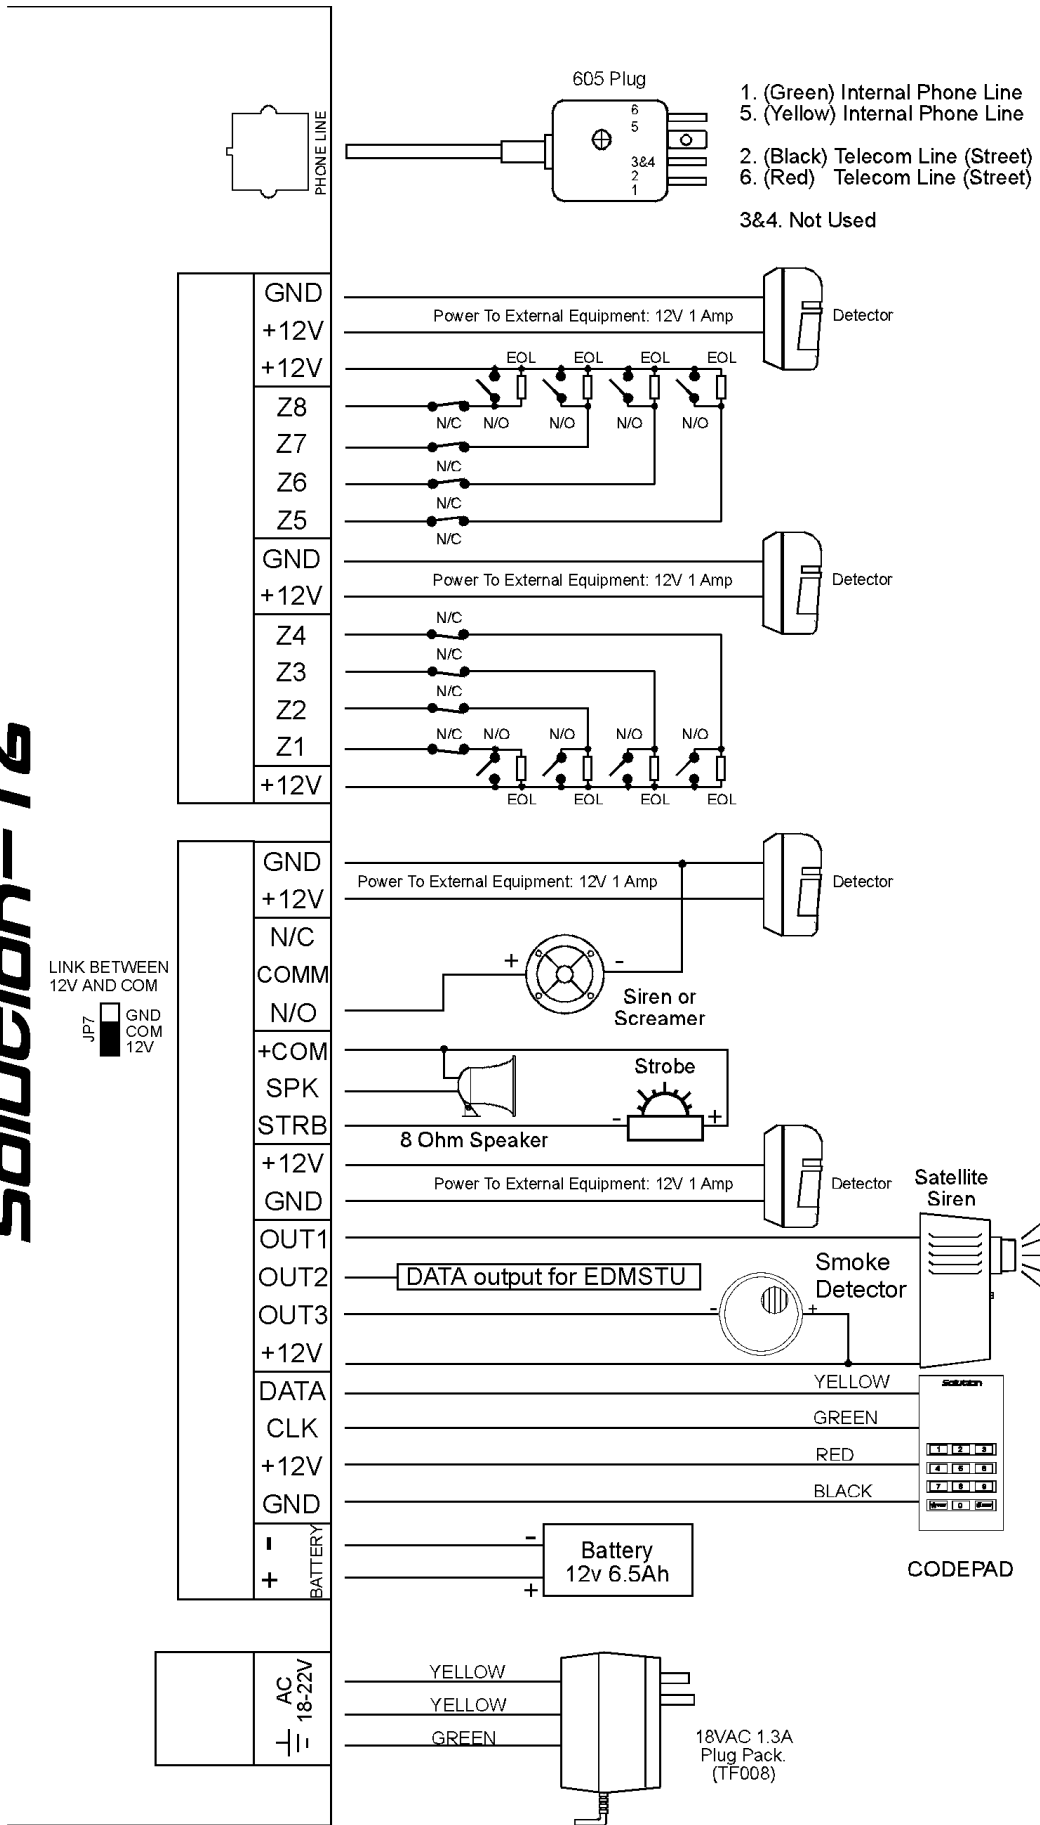 605 Plug
6
5
3&4
2
1
1. (Green) Internal Phone Line
5. (Yellow) Internal Phone Line
2. (Black) Telecom Line (Street)
6. (Red) Telecom Line (Street)
3&4. Not Used
PHONE LINE
GND
Power To External Equipment: 12V 1 Amp
Detector
+12V
+12V
EOL EOL EOL EOL
Z8
N/C N/O N/O N/O N/O
Z7
N/C
Z6
N/C
Z5
N/C
GND
Power To External Equipment: 12V 1 Amp
Detector
+12V
N/C
Z4
N/C
Z3
N/C
Z2
N/C N/O N/O N/O N/O
Z1
+12V
EOL EOL EOL EOL
Solution-16
GND
Power To External Equipment: 12V 1 Amp
Detector
+12V
N/C
COMM
N/O
+ -
Siren or
Screamer
LINK BETWEEN
12V AND COM
JP7
GND
COM
12V
+COM
SPK
STRB
8 Ohm Speaker
Strobe
- +
+12V
Power To External Equipment: 12V 1 Amp
Detector
GND
Satellite
Siren
OUT1
OUT2
DATA output for EDMSTU
Smoke
Detector
OUT3
- +
+12V
DATA
YELLOW
CLK
GREEN
+12V
RED
GND
BLACK
Solution
1 2 3
4 5 6
7 8 9
0
CODEPAD
- +
BATTERY
-
+
Battery
12v 6.5Ah
AC
18-22V
YELLOW
YELLOW
GREEN
18VAC 1.3A
Plug Pack.
(TF008)